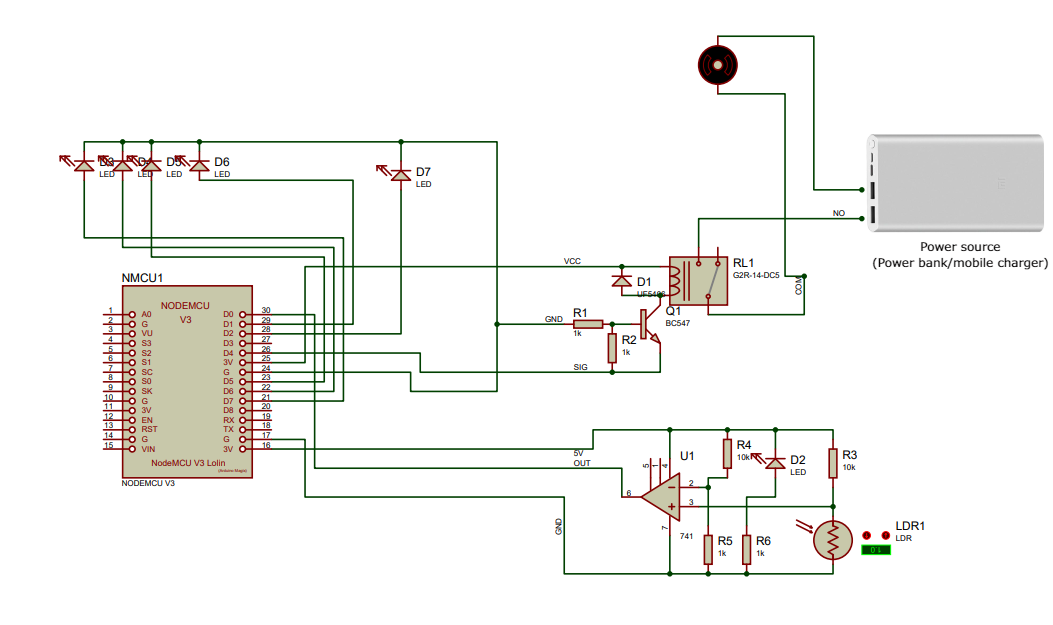 NO
Power source
(Power bank/mobile charger)
D3
LED
D4
LED
D5
LED
D6
LED
D7
LED
VCC
RL1
G2R-14-DC5
COM
D1
NMCU1
NODEMCU
V3
1 A0
2 G
3 VU
4 S3
5 S2
6 S1
7 SC
8 S0
9 SK
10 G
11 3V
12 EN
13 RST
14 G
15 VIN
D0 30
D1 29
D2 28
D3 27
D4 26
3V 25
G 24
D5 23
D6 22
D7 21
D8 20
RX 19
TX 18
G 17
3V 16
NodeMCU V3 Lolin
(Arduino Magix)
NODEMCU V3
GND
R1
1k
Q1
BC547
R2
1k
SIG
5V
OUT
GND
U1
741
5
1
4
6
2
3
7
R4
10k
D2
LED
R3
10k
R5
1k
R6
1k
LDR1
LDR